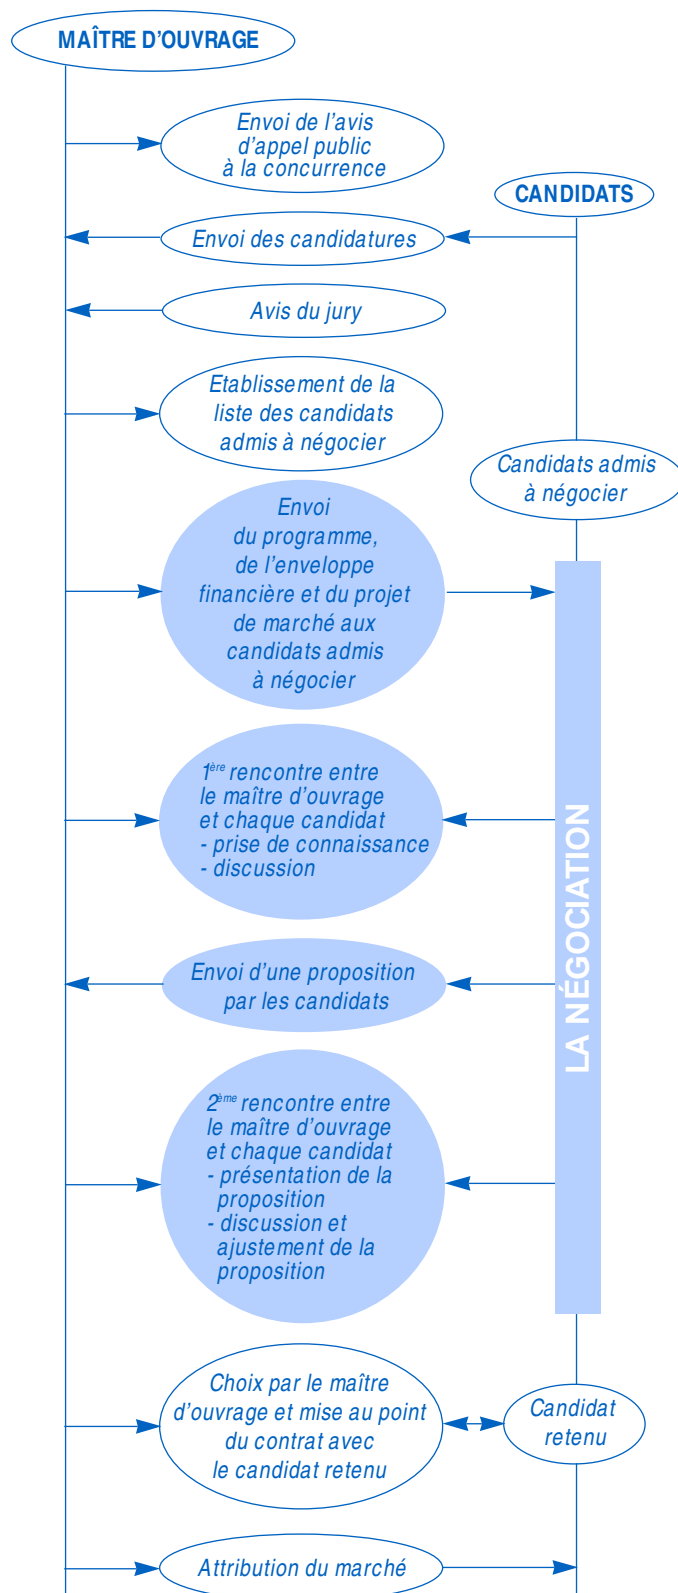 MAÎTRE D'OUVRAGE
Envoi de l'avis
d'appel public
à la concurrence
CANDIDATS
Envoi des candidatures
Avis du jury
Etablissement de la
liste des candidats
admis à négocier
Candidats admis
à négocier
Envoi
du programme,
de l'enveloppe
financière et du projet
de marché aux
candidats admis
à négocier
1ère rencontre entre
le maître d'ouvrage
et chaque candidat
- prise de connaissance
- discussion
LA NÉGOCIATION
Envoi d'une proposition
par les candidats
2ème rencontre entre
le maître d'ouvrage
et chaque candidat
- présentation de la
proposition
- discussion et
ajustement de la
proposition
Choix par le maître
d'ouvrage et mise au point
du contrat avec
le candidat retenu
Candidat
retenu
Attribution du marché